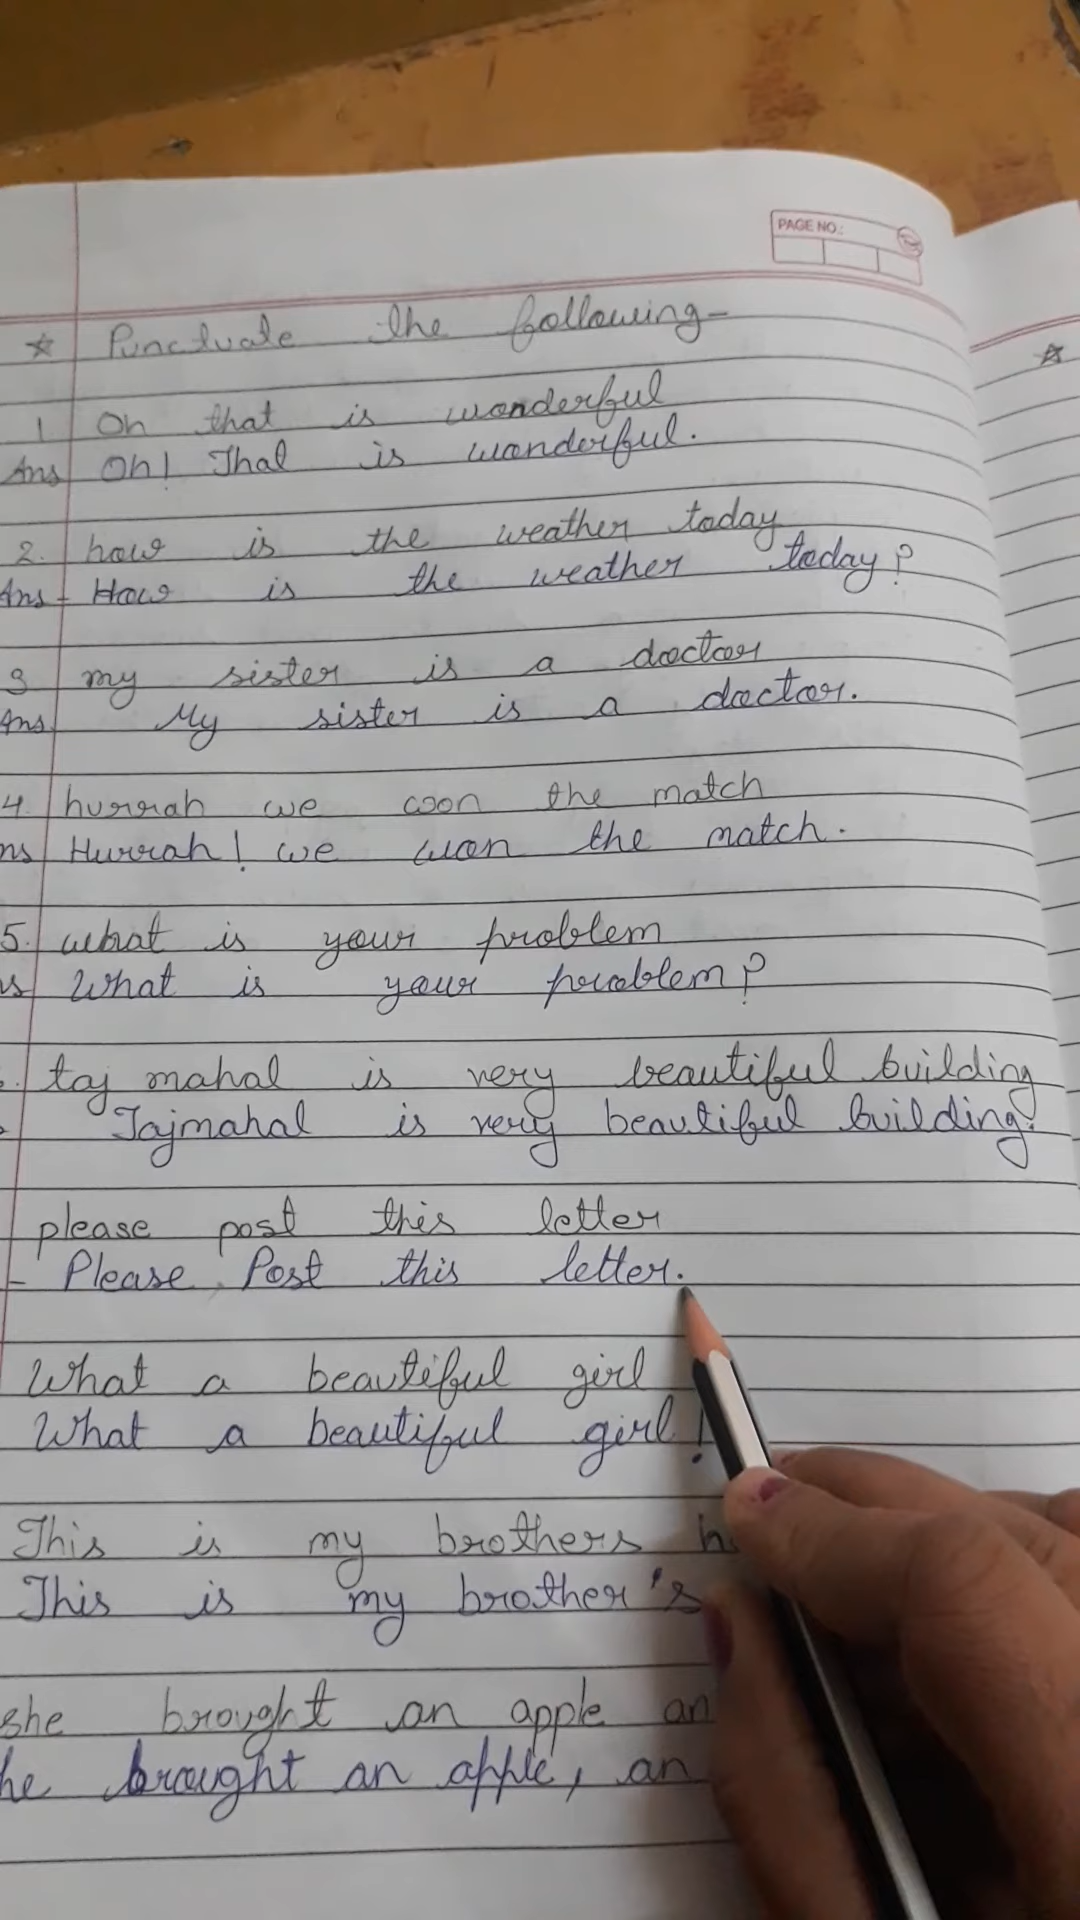 PAGE NO.:
☆ Punctuate the following-
1 Oh that is wonderful
Ans Oh! That is wonderful.
2. how is the weather today
Ans - How is the weather today?
3 my sister is a doctor
Ans My sister is a doctor.
4. hurrah we won the match
ns Hurrah! we won the match.
5. what is your problem
s What is your problem?
taj mahal is very beautiful building
Tajmahal is very beautiful building.
please post this letter
- Please Post this letter.
What a beautiful girl
What a beautiful girl!
This is my brothers h
This is my brother's
she brought an apple an
he brought an apple, an